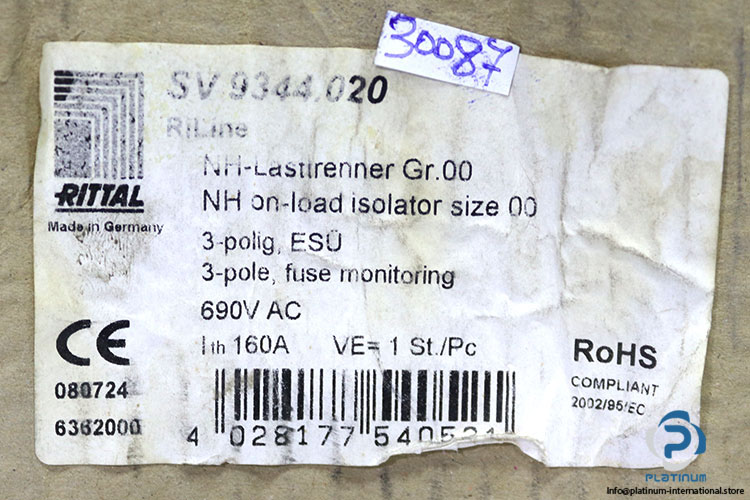 30087
SV 9344.020
RiLine
NH-Lasttrenner Gr.00
RITTAL
NH on-load isolator size 00
Made in Germany
3-polig, ESÜ
3-pole, fuse monitoring
690V AC
CE
Ith 160A VE= 1 St./Pc
RoHS
COMPLIANT
2002/95/EC
080724
6362000
4 028177 540521
PLATINUM
info@platinum-international.store